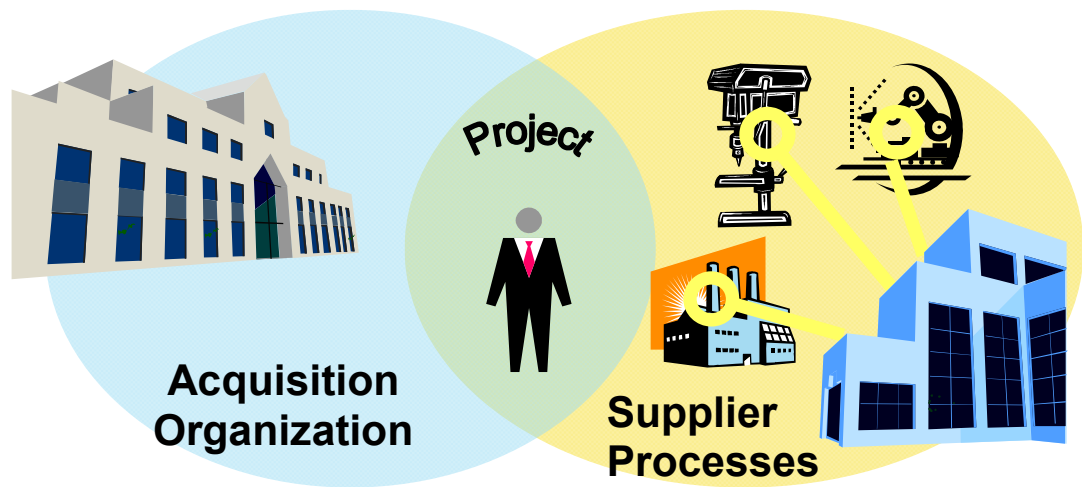 Project
Acquisition
Organization
Supplier
Processes